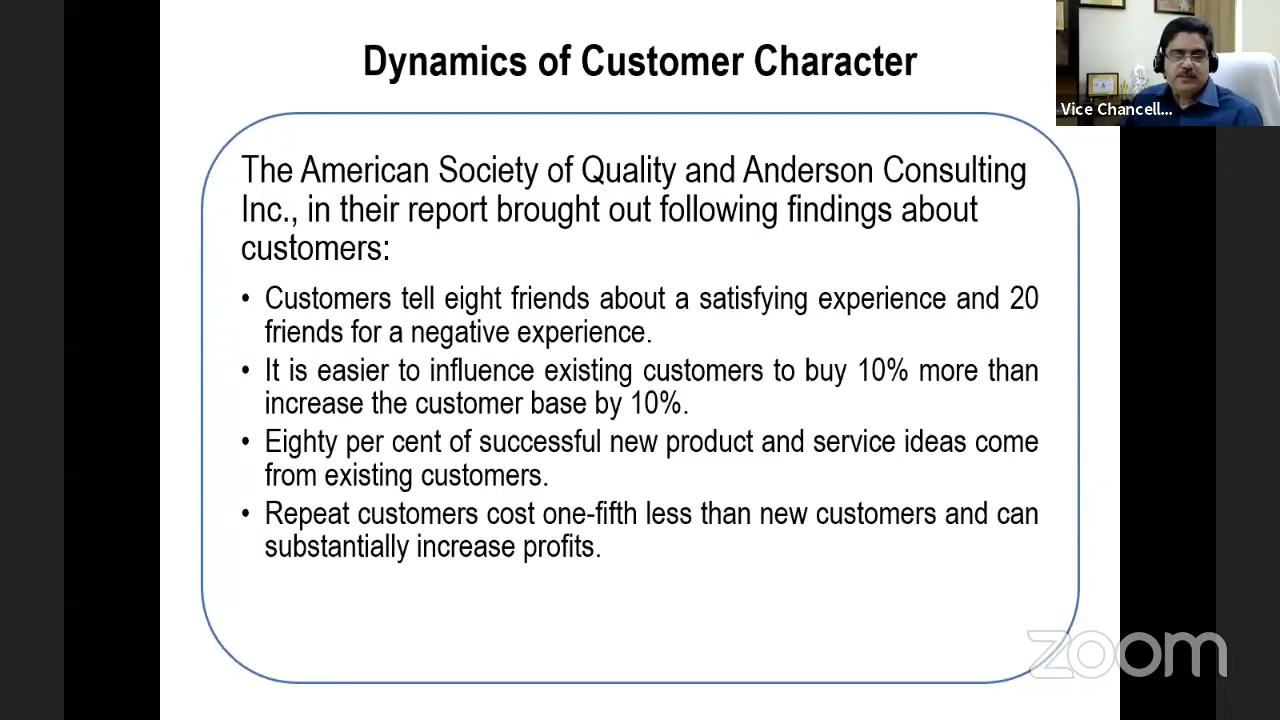 Dynamics of Customer Character
Vice Chancell...
The American Society of Quality and Anderson Consulting
Inc., in their report brought out following findings about
customers:
• Customers tell eight friends about a satisfying experience and 20
friends for a negative experience.
• It is easier to influence existing customers to buy 10% more than
increase the customer base by 10%.
• Eighty per cent of successful new product and service ideas come
from existing customers.
• Repeat customers cost one-fifth less than new customers and can
substantially increase profits.
zoom